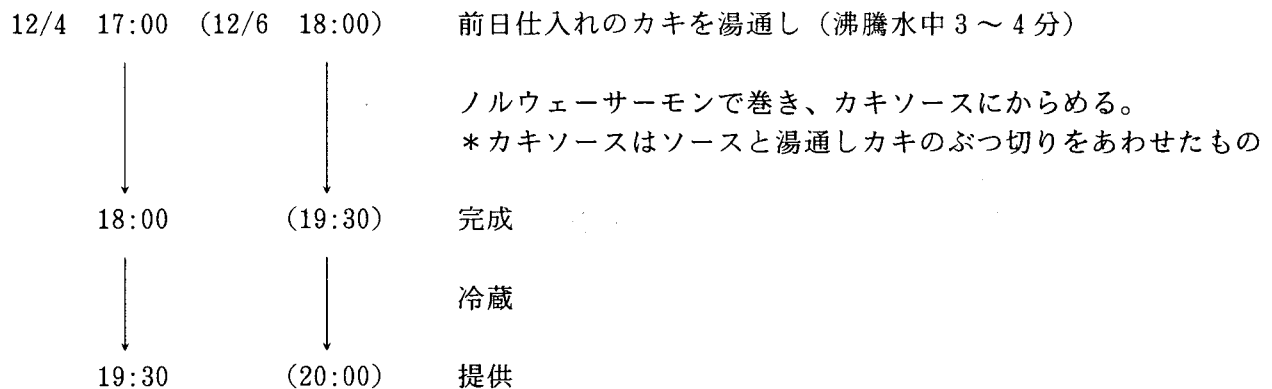 12/4 17:00 (12/6 18:00) 前日仕入れのカキを湯通し（沸騰水中3～4分）
ノルウェーサーモンで巻き、カキソースにからめる。
＊カキソースはソースと湯通しカキのぶつ切りをあわせたもの
18:00 (19:30) 完成
冷蔵
19:30 (20:00) 提供